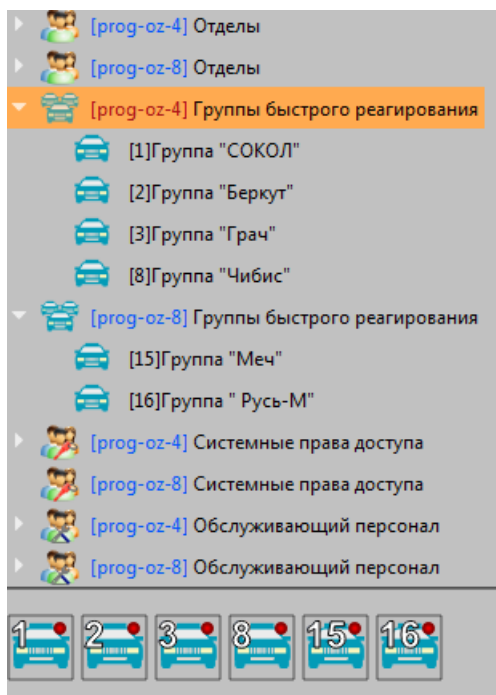 [prog-oz-4] Отделы
[prog-oz-8] Отделы
[prog-oz-4] Группы быстрого реагирования
[1]Группа "СОКОЛ"
[2]Группа "Беркут"
[3]Группа "Грач"
[8]Группа "Чибис"
[prog-oz-8] Группы быстрого реагирования
[15]Группа "Меч"
[16]Группа " Русь-М"
[prog-oz-4] Системные права доступа
[prog-oz-8] Системные права доступа
[prog-oz-4] Обслуживающий персонал
[prog-oz-8] Обслуживающий персонал
1 2 3 8 15 16